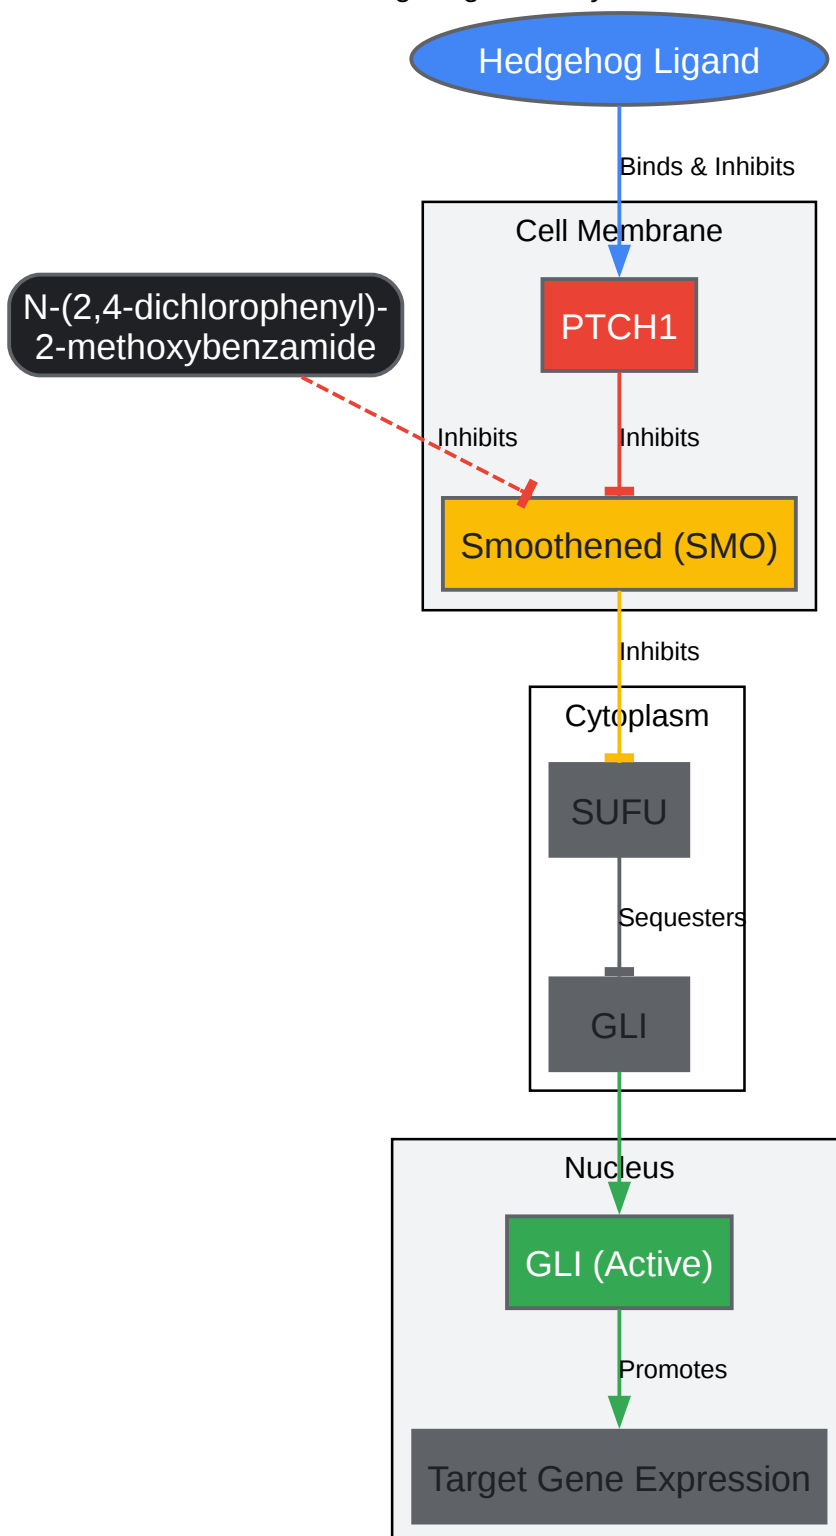 Hedgehog Ligand
Binds & Inhibits
Cell Membrane
N-(2,4-dichlorophenyl)-
2-methoxybenzamide
PTCH1
Inhibits
Inhibits
Smoothened (SMO)
Inhibits
Cytoplasm
SUFU
Sequesters
GLI
Nucleus
GLI (Active)
Promotes
Target Gene Expression